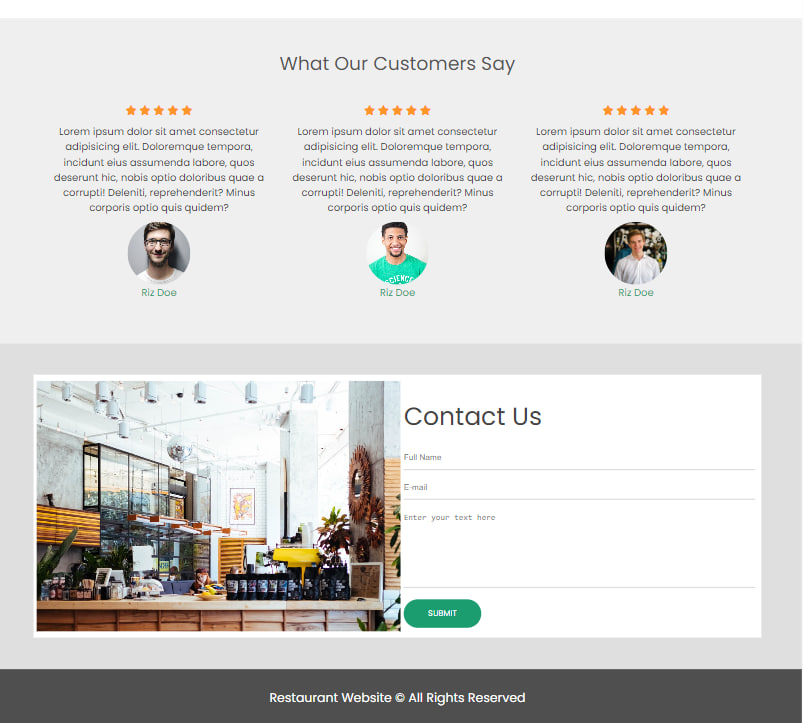 What Our Customers Say
Lorem ipsum dolor sit amet consectetur
adipisicing elit. Doloremque tempora,
incidunt eius assumenda labore, quos
deserunt hic, nobis optio doloribus quae a
corrupti! Deleniti, reprehenderit? Minus
corporis optio quis quidem?
Riz Doe
Lorem ipsum dolor sit amet consectetur
adipisicing elit. Doloremque tempora,
incidunt eius assumenda labore, quos
deserunt hic, nobis optio doloribus quae a
corrupti! Deleniti, reprehenderit? Minus
corporis optio quis quidem?
Riz Doe
Lorem ipsum dolor sit amet consectetur
adipisicing elit. Doloremque tempora,
incidunt eius assumenda labore, quos
deserunt hic, nobis optio doloribus quae a
corrupti! Deleniti, reprehenderit? Minus
corporis optio quis quidem?
Riz Doe
Contact Us
Full Name
E-mail
Enter your text here
SUBMIT
Restaurant Website © All Rights Reserved